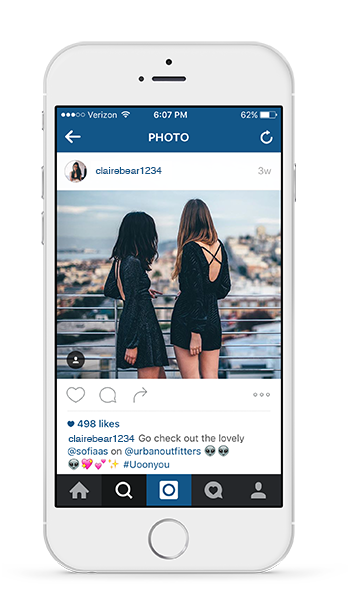 Verizon 6:07 PM 62%
PHOTO
clairebear1234 3w
498 likes
clairebear1234 Go check out the lovely
@sofiaas on @urbanoutfitters 👽 👽
👽💖💕✨ #Uoonyou